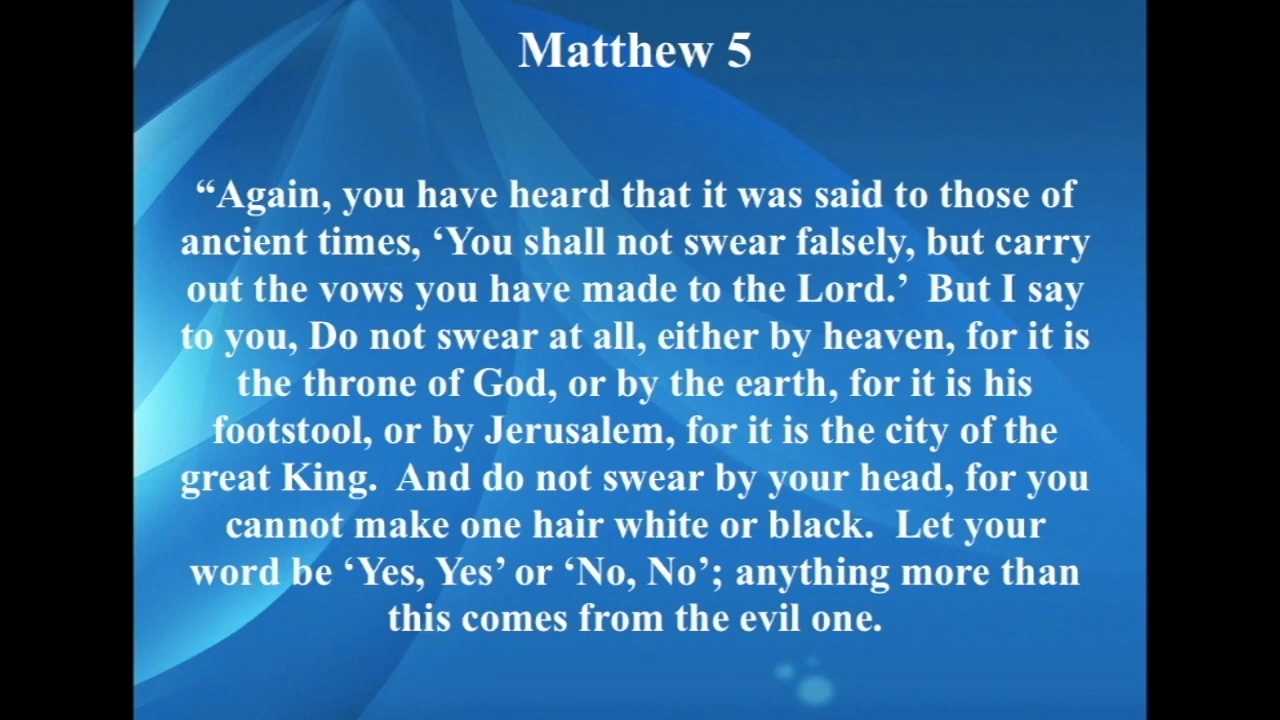 Matthew 5
“Again, you have heard that it was said to those of
ancient times, ‘You shall not swear falsely, but carry
out the vows you have made to the Lord.’  But I say
to you, Do not swear at all, either by heaven, for it is
the throne of God, or by the earth, for it is his
footstool, or by Jerusalem, for it is the city of the
great King.  And do not swear by your head, for you
cannot make one hair white or black.  Let your
word be ‘Yes, Yes’ or ‘No, No’; anything more than
this comes from the evil one.